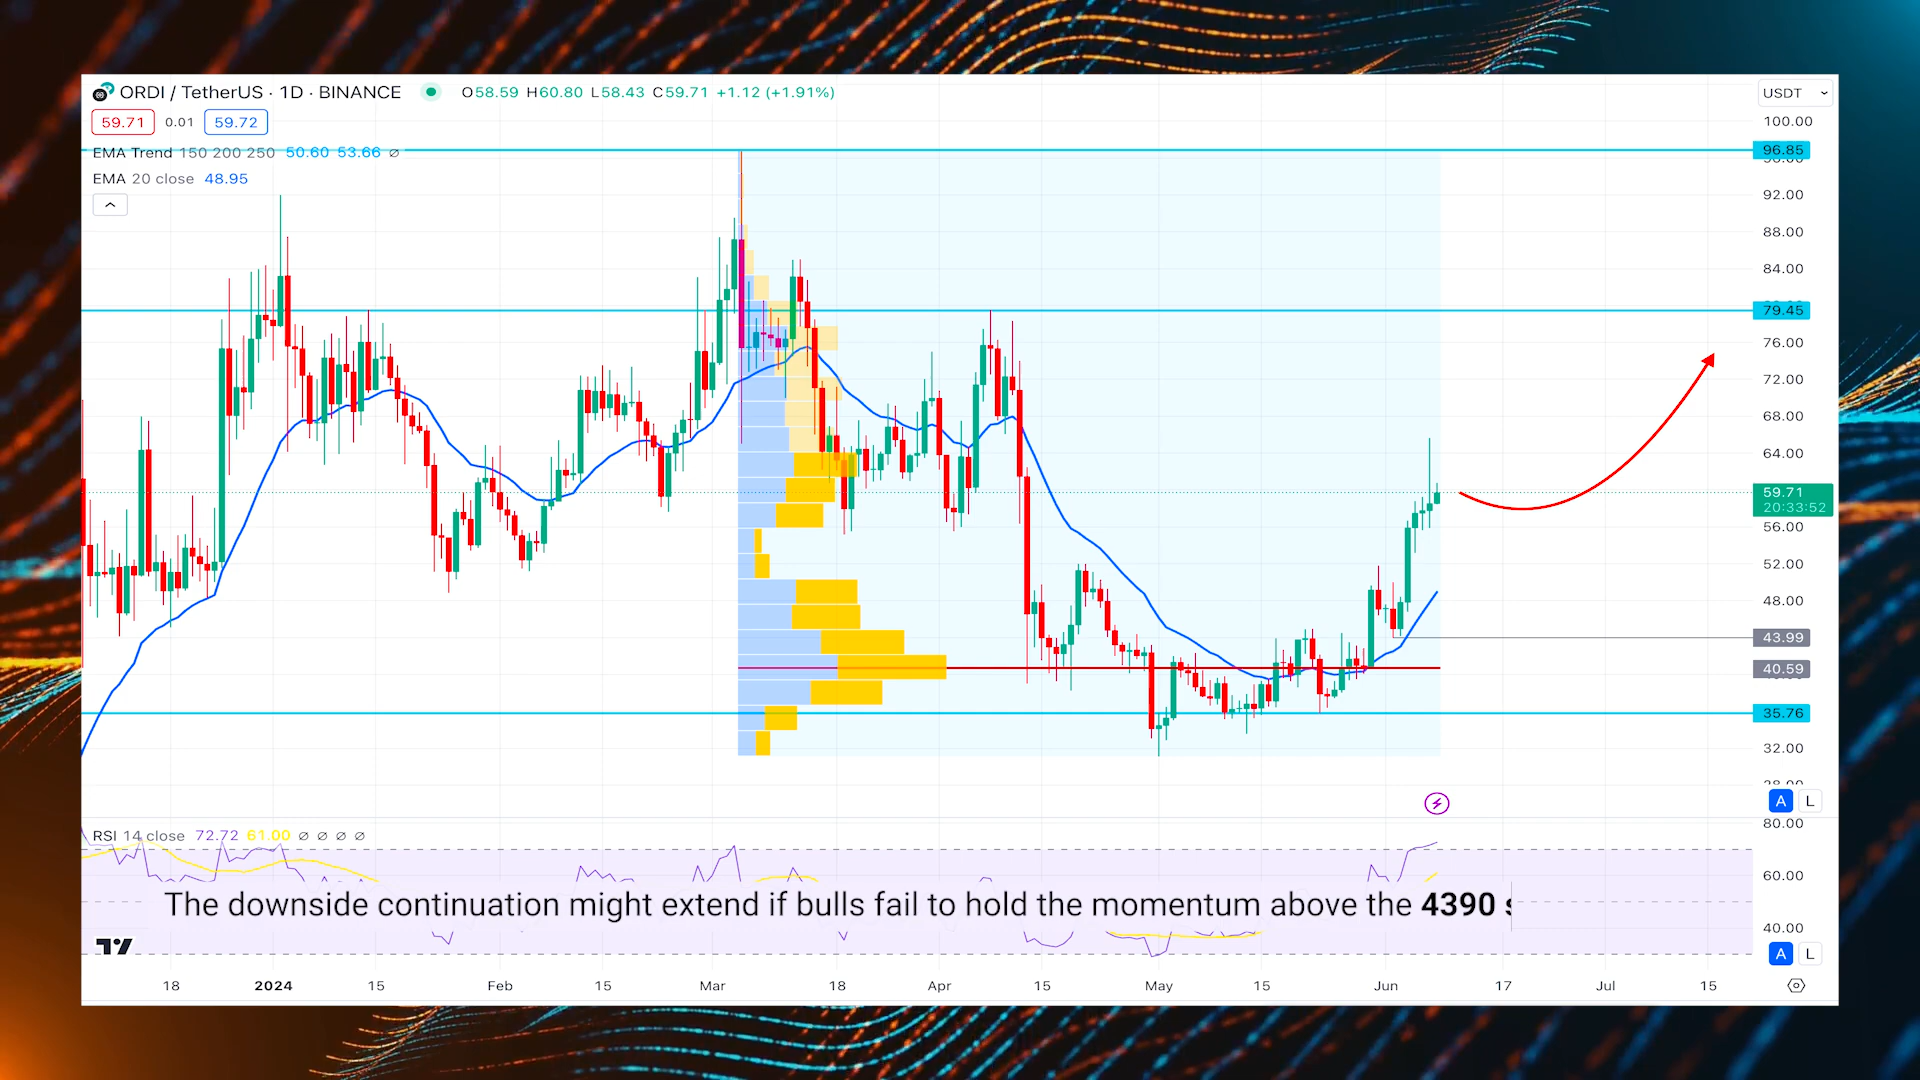 ORDI / TetherUS · 1D · BINANCE O58.59 H60.80 L58.43 C59.71 +1.12 (+1.91%)
USDT
59.71 0.01 59.72
EMA Trend 150 200 250 50.60 53.66 ∅
EMA 20 close 48.95
100.00
96.85
92.00
88.00
84.00
79.45
76.00
72.00
68.00
64.00
59.71
20:33:52
56.00
52.00
48.00
43.99
40.59
35.76
32.00
28.00
A L
RSI 14 close 72.72 61.00 ∅ ∅ ∅ ∅
80.00
60.00
The downside continuation might extend if bulls fail to hold the momentum above the 4390
40.00
A L
18 2024 15 Feb 15 Mar 18 Apr 15 May 15 Jun 17 Jul 15